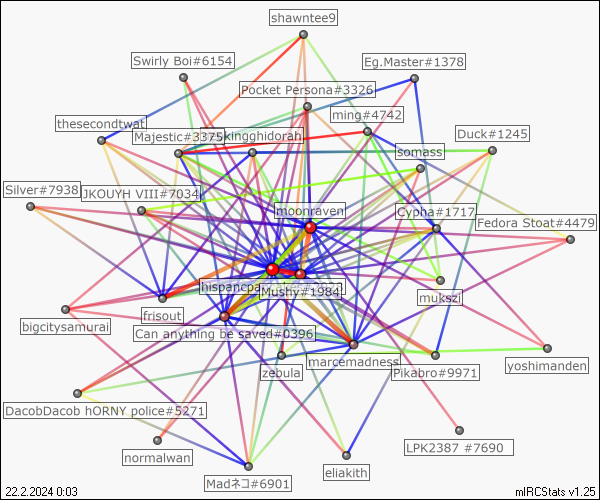 shawntee9
Swirly Boi#6154
Eg.Master#1378
Pocket Persona#3326
ming#4742
thesecondtwat
Majestic#3375
kingghidorah
Duck#1245
somass
Silver#7938
JKOUYH VIII#7034
moonraven
Cypha#1717
Fedora Stoat#4479
Mushy#1984
mukszi
frisout
bigcitysamurai
Can anything be saved#0396
marcemadness
zebula
Pikabro#9971
yoshimanden
DacobDacob hORNY police#5271
normalwan
LPK2387 #7690
Madネコ#6901
eliakith
22.2.2024 0:03
mIRCStats v1.25